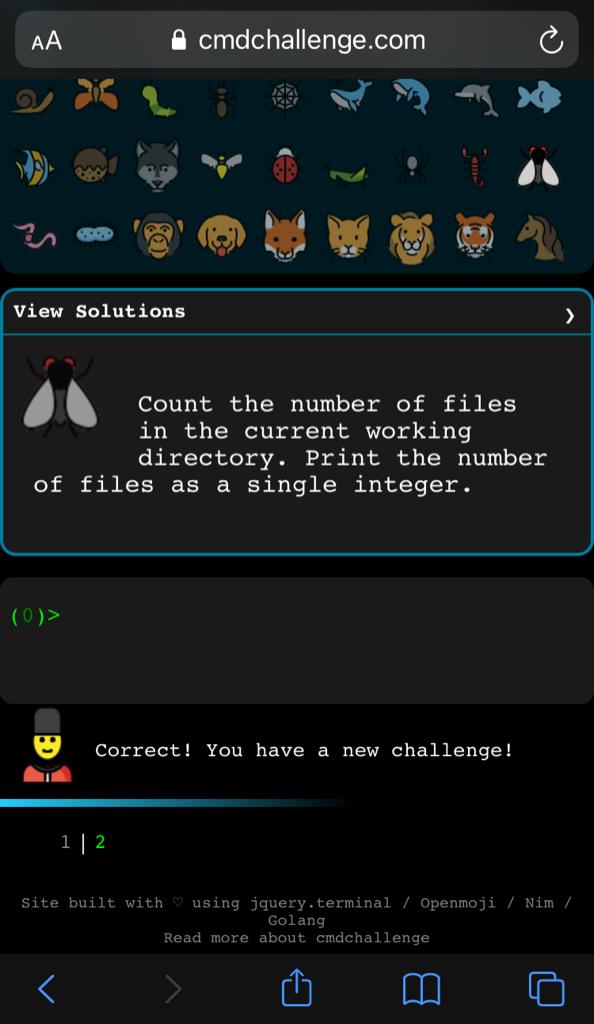 AA cmdchallenge.com
View Solutions ❯
Count the number of files
in the current working
directory. Print the number
of files as a single integer.
(0)>
Correct! You have a new challenge!
1 | 2
Site built with ♡ using jquery.terminal / Openmoji / Nim /
Golang
Read more about cmdchallenge